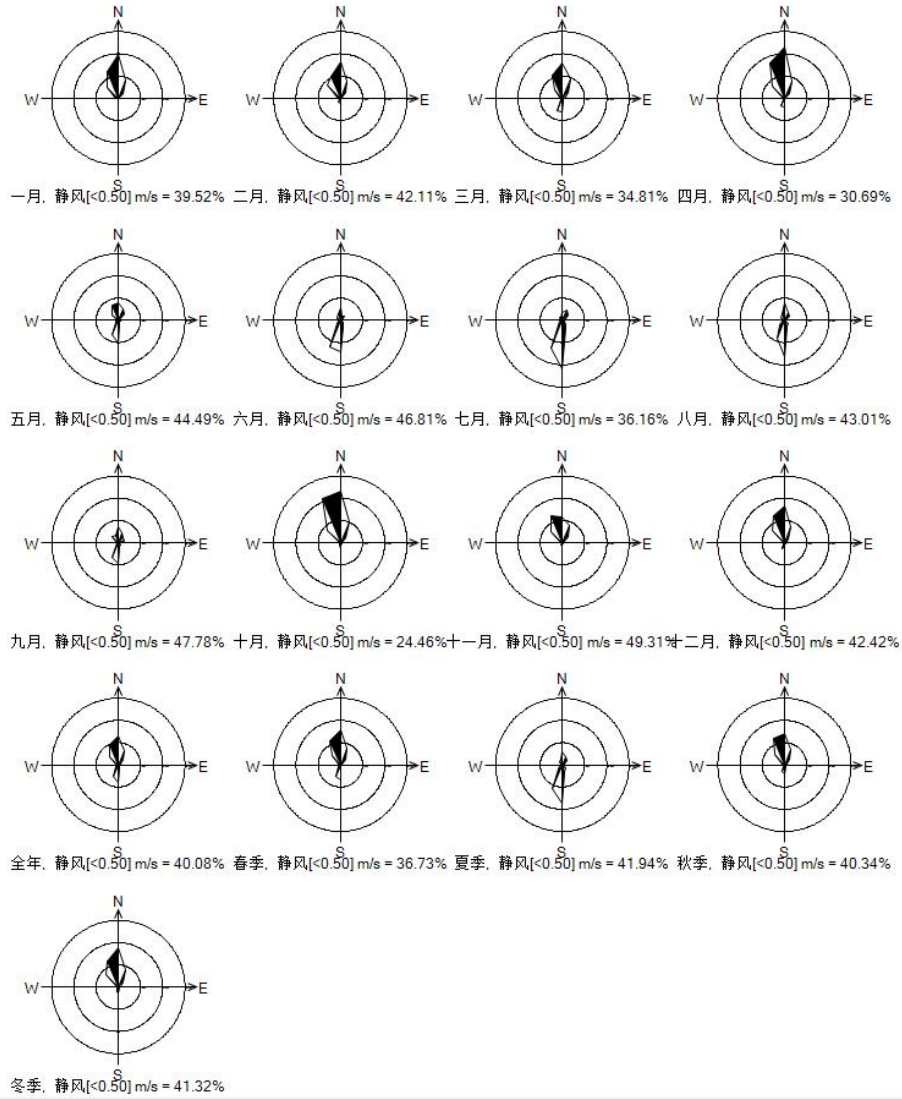 N N N N
W E W E W E W E
S S S S
一月, 静风[<0.50] m/s = 39.52% 二月, 静风[<0.50] m/s = 42.11% 三月, 静风[<0.50] m/s = 34.81% 四月, 静风[<0.50] m/s = 30.69%
N N N N
W E W E W E W E
S S S S
五月, 静风[<0.50] m/s = 44.49% 六月, 静风[<0.50] m/s = 46.81% 七月, 静风[<0.50] m/s = 36.16% 八月, 静风[<0.50] m/s = 43.01%
N N N N
W E W E W E W E
S S S S
九月, 静风[<0.50] m/s = 47.78% 十月, 静风[<0.50] m/s = 24.46% 十一月, 静风[<0.50] m/s = 49.31% 十二月, 静风[<0.50] m/s = 42.42%
N N N N
W E W E W E W E
S S S S
全年, 静风[<0.50] m/s = 40.08% 春季, 静风[<0.50] m/s = 36.73% 夏季, 静风[<0.50] m/s = 41.94% 秋季, 静风[<0.50] m/s = 40.34%
N
W E
S
冬季, 静风[<0.50] m/s = 41.32%